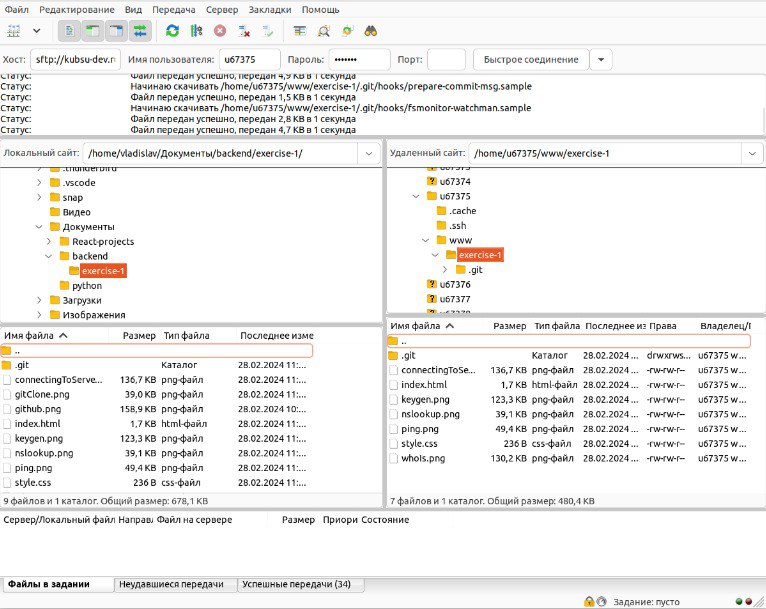 Файл Редактирование Вид Передача Сервер Закладки Помощь
Хост: sftp://kubsu-dev.ru Имя пользователя: u67375 Пароль: ••••••• Порт: Быстрое соединение
Статус: Файл передан успешно, передан 4,9 KB в 1 секунда
Статус: Начинаю скачивать /home/u67375/www/exercise-1/.git/hooks/prepare-commit-msg.sample
Статус: Файл передан успешно, передан 1,5 KB в 1 секунда
Статус: Начинаю скачивать /home/u67375/www/exercise-1/.git/hooks/fsmonitor-watchman.sample
Статус: Файл передан успешно, передан 2,8 KB в 1 секунда
Статус: Файл передан успешно, передан 4,7 KB в 1 секунда
Локальный сайт: /home/vladislav/Документы/backend/exercise-1/
.thunderbird
.vscode
snap
Видео
Документы
React-projects
backend
exercise-1
python
Загрузки
Изображения
Удаленный сайт: /home/u67375/www/exercise-1
u67373
u67374
u67375
.cache
.ssh
www
exercise-1
.git
u67376
u67377
u67378
Имя файла Размер Тип файла Последнее изме
..
.git Каталог 28.02.2024 11:...
connectingToServe... 136,7 KB png-файл 28.02.2024 11:...
gitClone.png 39,0 KB png-файл 28.02.2024 11:...
github.png 158,9 KB png-файл 28.02.2024 10:...
index.html 1,7 KB html-файл 28.02.2024 11:...
keygen.png 123,3 KB png-файл 28.02.2024 11:...
nslookup.png 39,1 KB png-файл 28.02.2024 11:...
ping.png 49,4 KB png-файл 28.02.2024 11:...
style.css 236 B css-файл 28.02.2024 11:...
9 файлов и 1 каталог. Общий размер: 678,1 KB
Имя файла Размер Тип файла Последнее из Права Владелец/Г
..
.git Каталог 28.02.2024 ... drwxrws... u67375 w...
connectingToSe... 136,7 KB png-файл 28.02.2024 ... -rw-rw-r-- u67375 w...
index.html 1,7 KB html-файл 28.02.2024 ... -rw-rw-r-- u67375 w...
keygen.png 123,3 KB png-файл 28.02.2024 ... -rw-rw-r-- u67375 w...
nslookup.png 39,1 KB png-файл 28.02.2024 ... -rw-rw-r-- u67375 w...
ping.png 49,4 KB png-файл 28.02.2024 ... -rw-rw-r-- u67375 w...
style.css 236 B css-файл 28.02.2024 ... -rw-rw-r-- u67375 w...
whoIs.png 130,2 KB png-файл 28.02.2024 ... -rw-rw-r-- u67375 w...
7 файлов и 1 каталог. Общий размер: 480,4 KB
Сервер/Локальный файл Направл Файл на сервере Размер Приори Состояние
Файлы в задании Неудавшиеся передачи Успешные передачи (34)
Задание: пусто